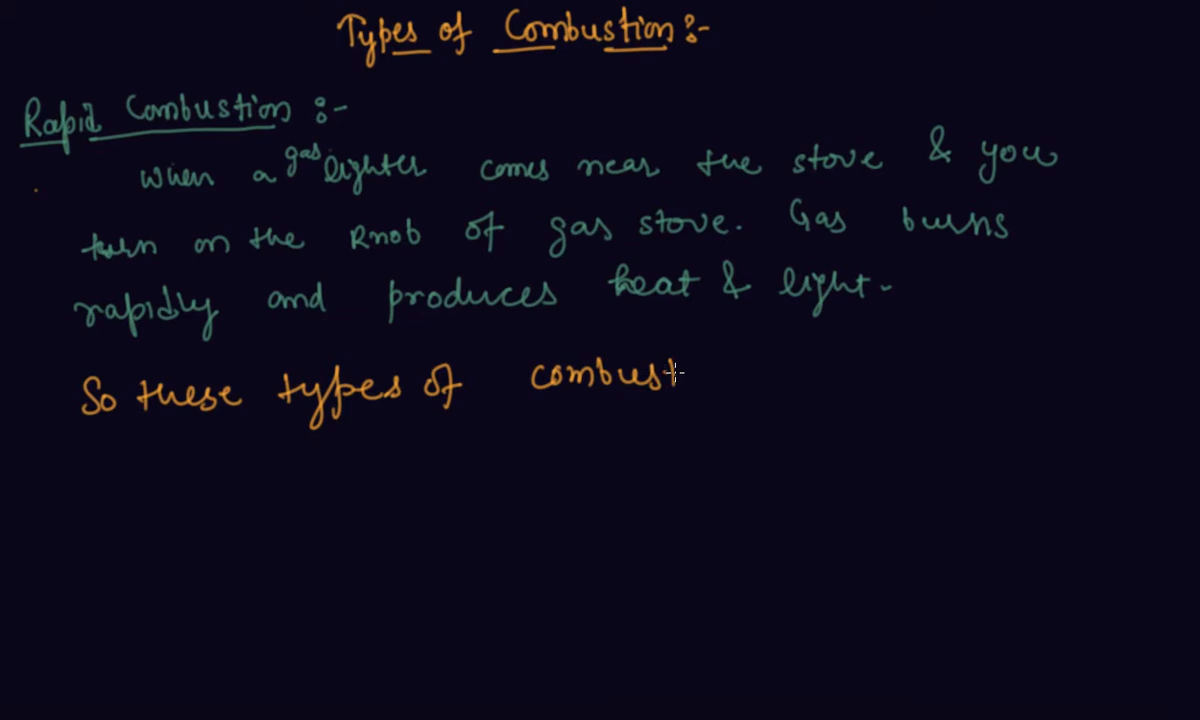 Types of Combustion :-
Rapid Combustion :-
When a gas lighter comes near the stove & you
turn on the knob of gas stove. Gas burns
rapidly and produces heat & light.
So these types of combust